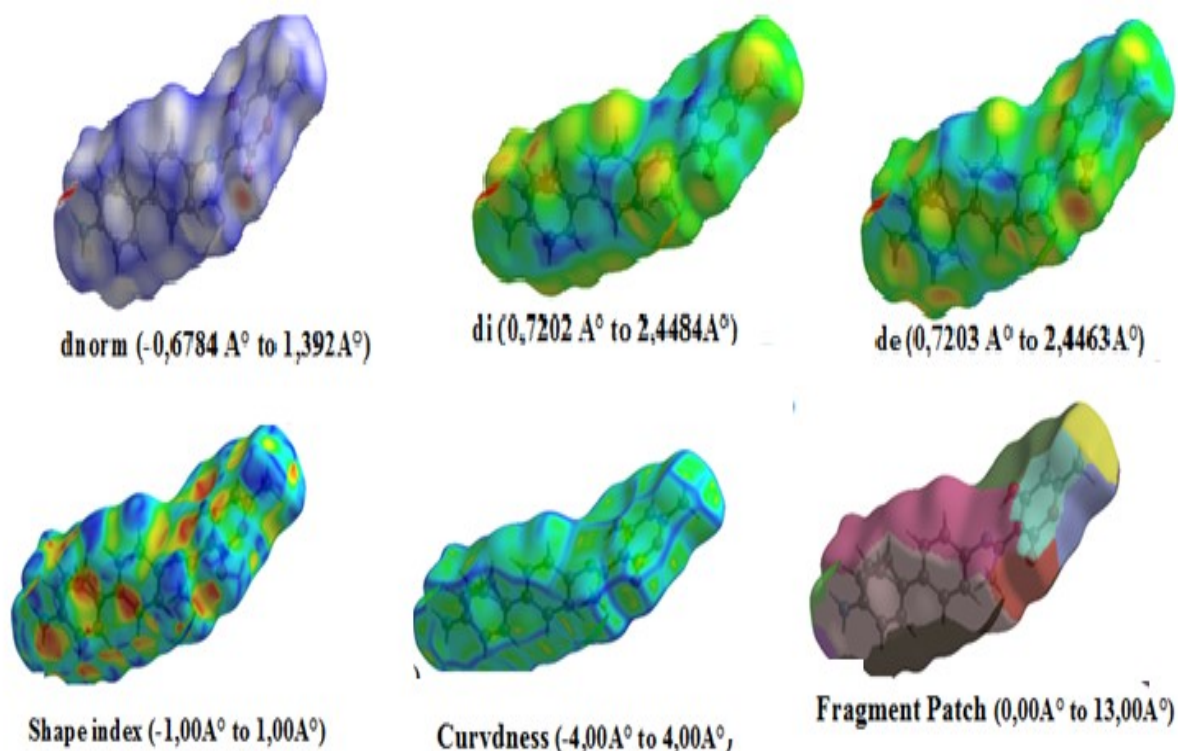 dnorm (-0,6784 A° to 1,392A°)
di (0,7202 A° to 2,4484A°)
de (0,7203 A° to 2,4463A°)
Shape index (-1,00A° to 1,00A°)
Curvdness (-4,00A° to 4,00A°,
Fragment Patch (0,00A° to 13,00A°)